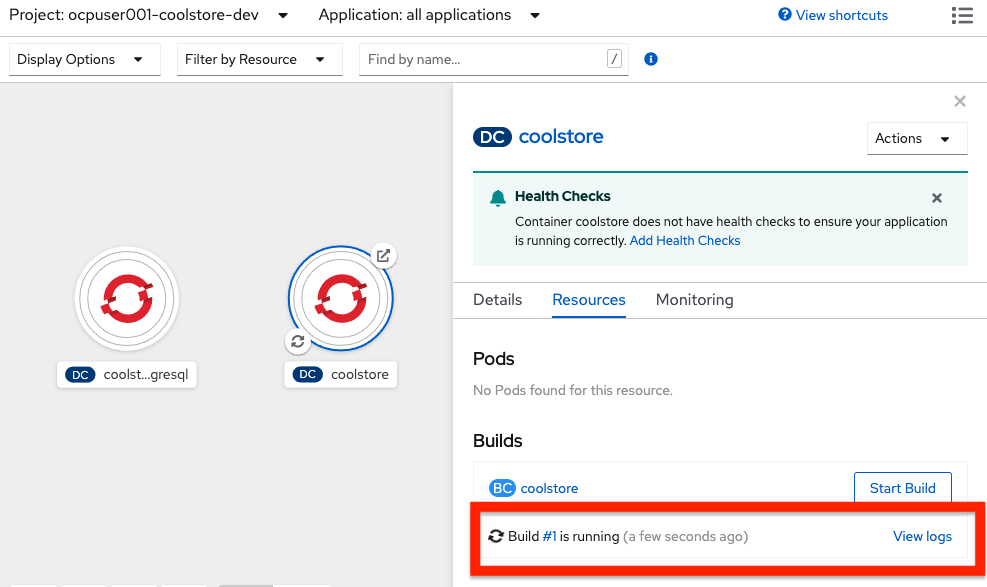 Project: ocpuser001-coolstore-dev
Application: all applications
View shortcuts
Display Options
Filter by Resource
Find by name...
/
DC coolstore
Actions
Health Checks
Container coolstore does not have health checks to ensure your application
is running correctly. Add Health Checks
Details
Resources
Monitoring
DC coolst...gresql
DC coolstore
Pods
No Pods found for this resource.
Builds
BC coolstore
Start Build
Build #1 is running (a few seconds ago)
View logs